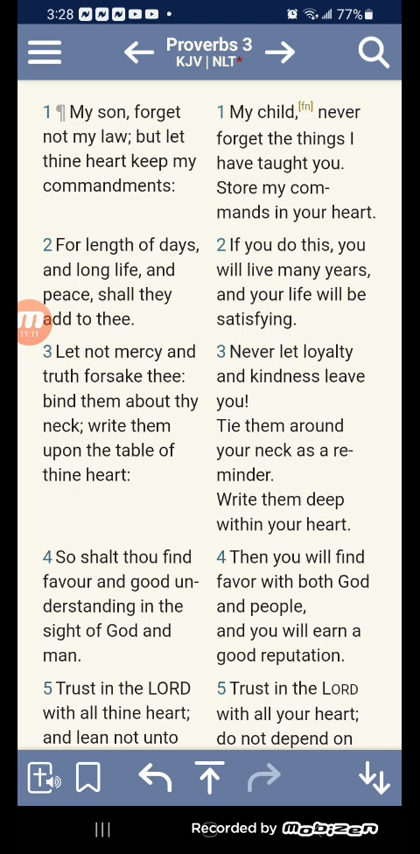 3:28 77%
Proverbs 3
KJV | NLT*
1 ¶ My son, forget
not my law; but let
thine heart keep my
commandments:
2 For length of days,
and long life, and
peace, shall they
add to thee.
3 Let not mercy and
truth forsake thee:
bind them about thy
neck; write them
upon the table of
thine heart:
4 So shalt thou find
favour and good un-
derstanding in the
sight of God and
man.
5 Trust in the LORD
with all thine heart;
and lean not unto
1 My child,[fn] never
forget the things I
have taught you.
Store my com-
mands in your heart.
2 If you do this, you
will live many years,
and your life will be
satisfying.
3 Never let loyalty
and kindness leave
you!
Tie them around
your neck as a re-
minder.
Write them deep
within your heart.
4 Then you will find
favor with both God
and people,
and you will earn a
good reputation.
5 Trust in the LORD
with all your heart;
do not depend on
m
11:11
Recorded by mobizen